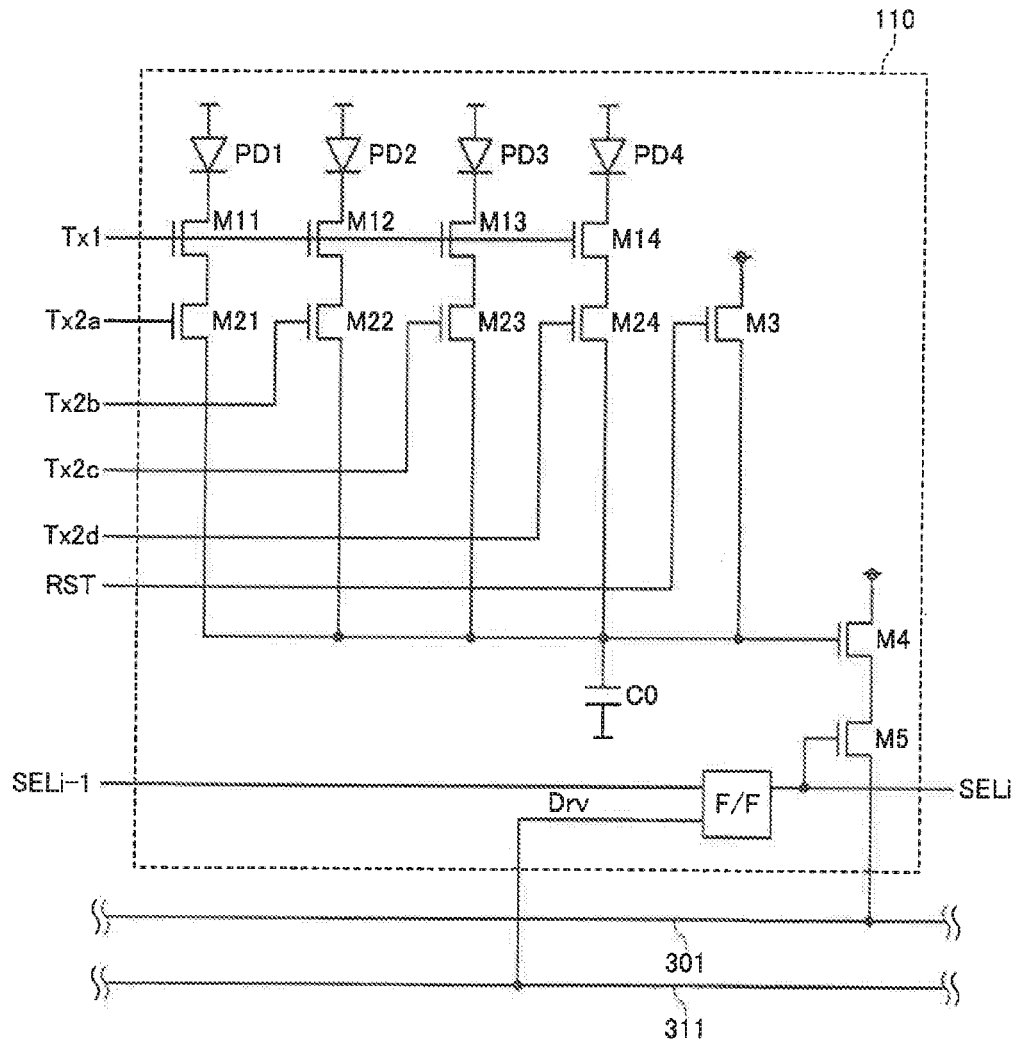 110
PD1 PD2 PD3 PD4
M11 M12 M13
Tx1 M14
Tx2a M21 M22 M23 M24 M3
Tx2b
Tx2c
Tx2d
RST
M4
C0
M5
SELi-1 F/F SELi
Drv
301
311